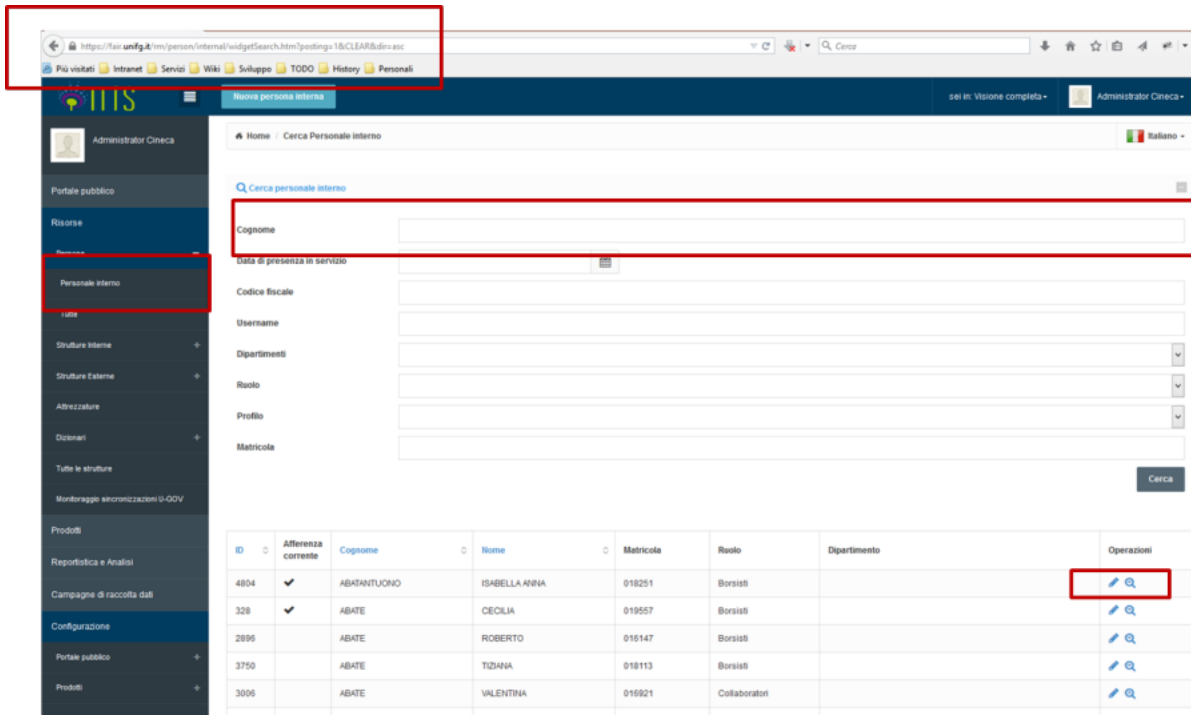 https://fair.unifg.it/rm/person/internal/widgetSearch.htm?posting=1&CLEAR&dir=asc
Cerca
Più visitati Intranet Servizi Wiki Sviluppo TODO History Personali
IRIS
Nuova persona interna
sei in: Visione completa
Administrator Cineca
Administrator Cineca
Home / Cerca Personale interno
Italiano
Portale pubblico
Risorse
Persone
Personale interno
Tutte
Strutture Interne
Strutture Esterne
Attrezzature
Dizionari
Tutte le strutture
Monitoraggio sincronizzazioni U-GOV
Prodotti
Reportistica e Analisi
Campagne di raccolta dati
Configurazione
Portale pubblico
Prodotti
Cerca personale interno
Cognome
Data di presenza in servizio
Codice fiscale
Username
Dipartimenti
Ruolo
Profilo
Matricola
Cerca
ID Afferenza corrente Cognome Nome Matricola Ruolo Dipartimento Operazioni
4804 ABATANTUONO ISABELLA ANNA 018251 Borsisti
328 ABATE CECILIA 019557 Borsisti
2896 ABATE ROBERTO 016147 Borsisti
3750 ABATE TIZIANA 018113 Borsisti
3006 ABATE VALENTINA 016921 Collaboratori